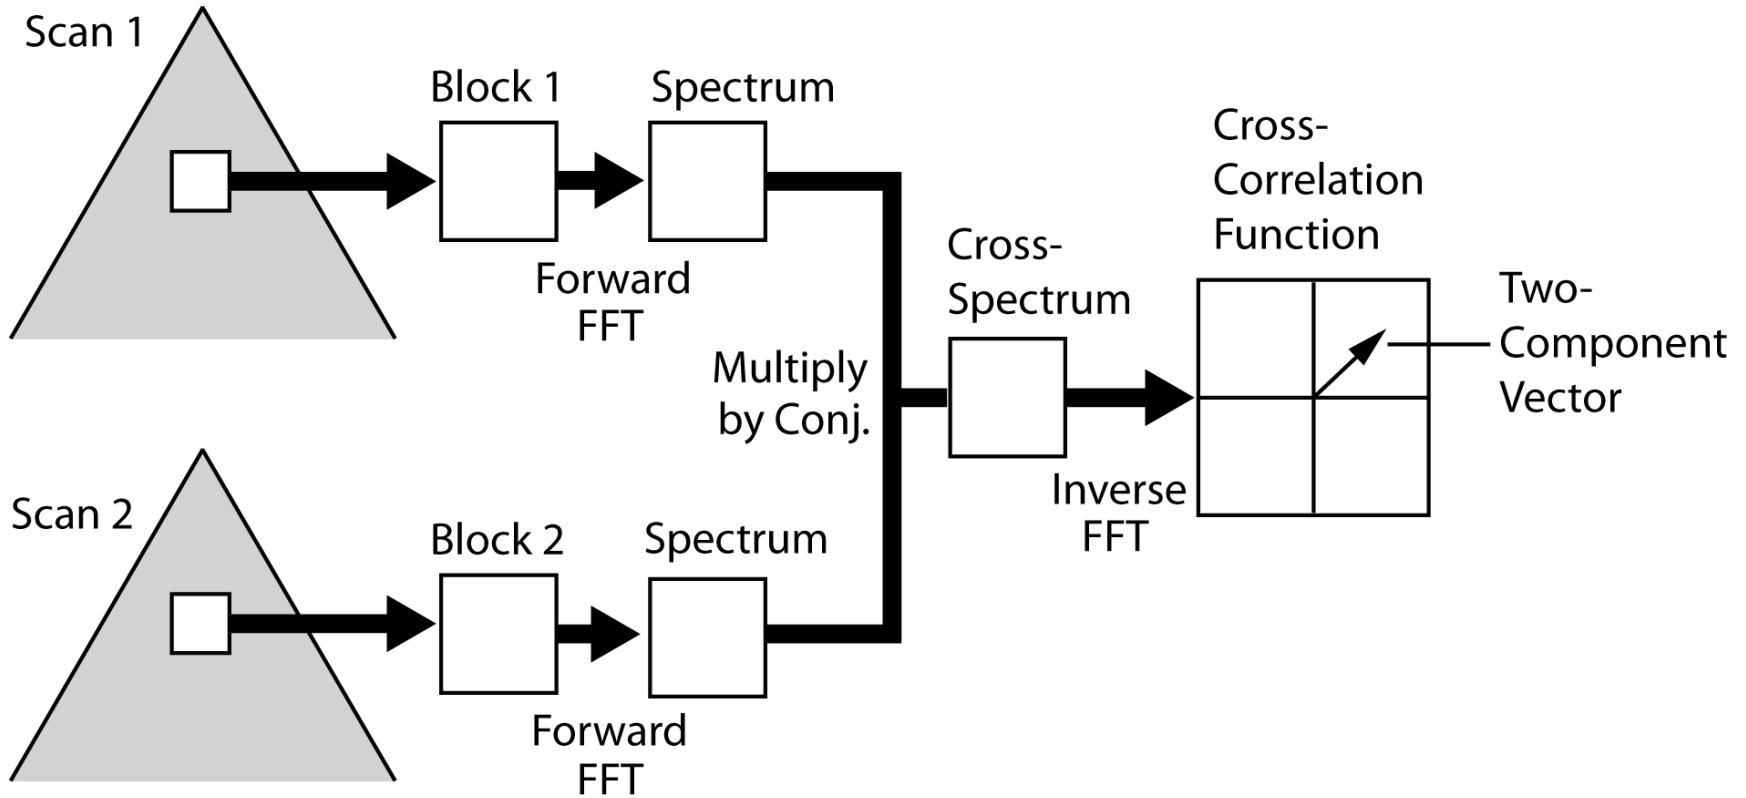 Scan 1
Block 1
Spectrum
Forward
FFT
Scan 2
Block 2
Spectrum
Forward
FFT
Multiply
by Conj.
Cross-
Spectrum
Inverse
FFT
Cross-
Correlation
Function
Two-
Component
Vector